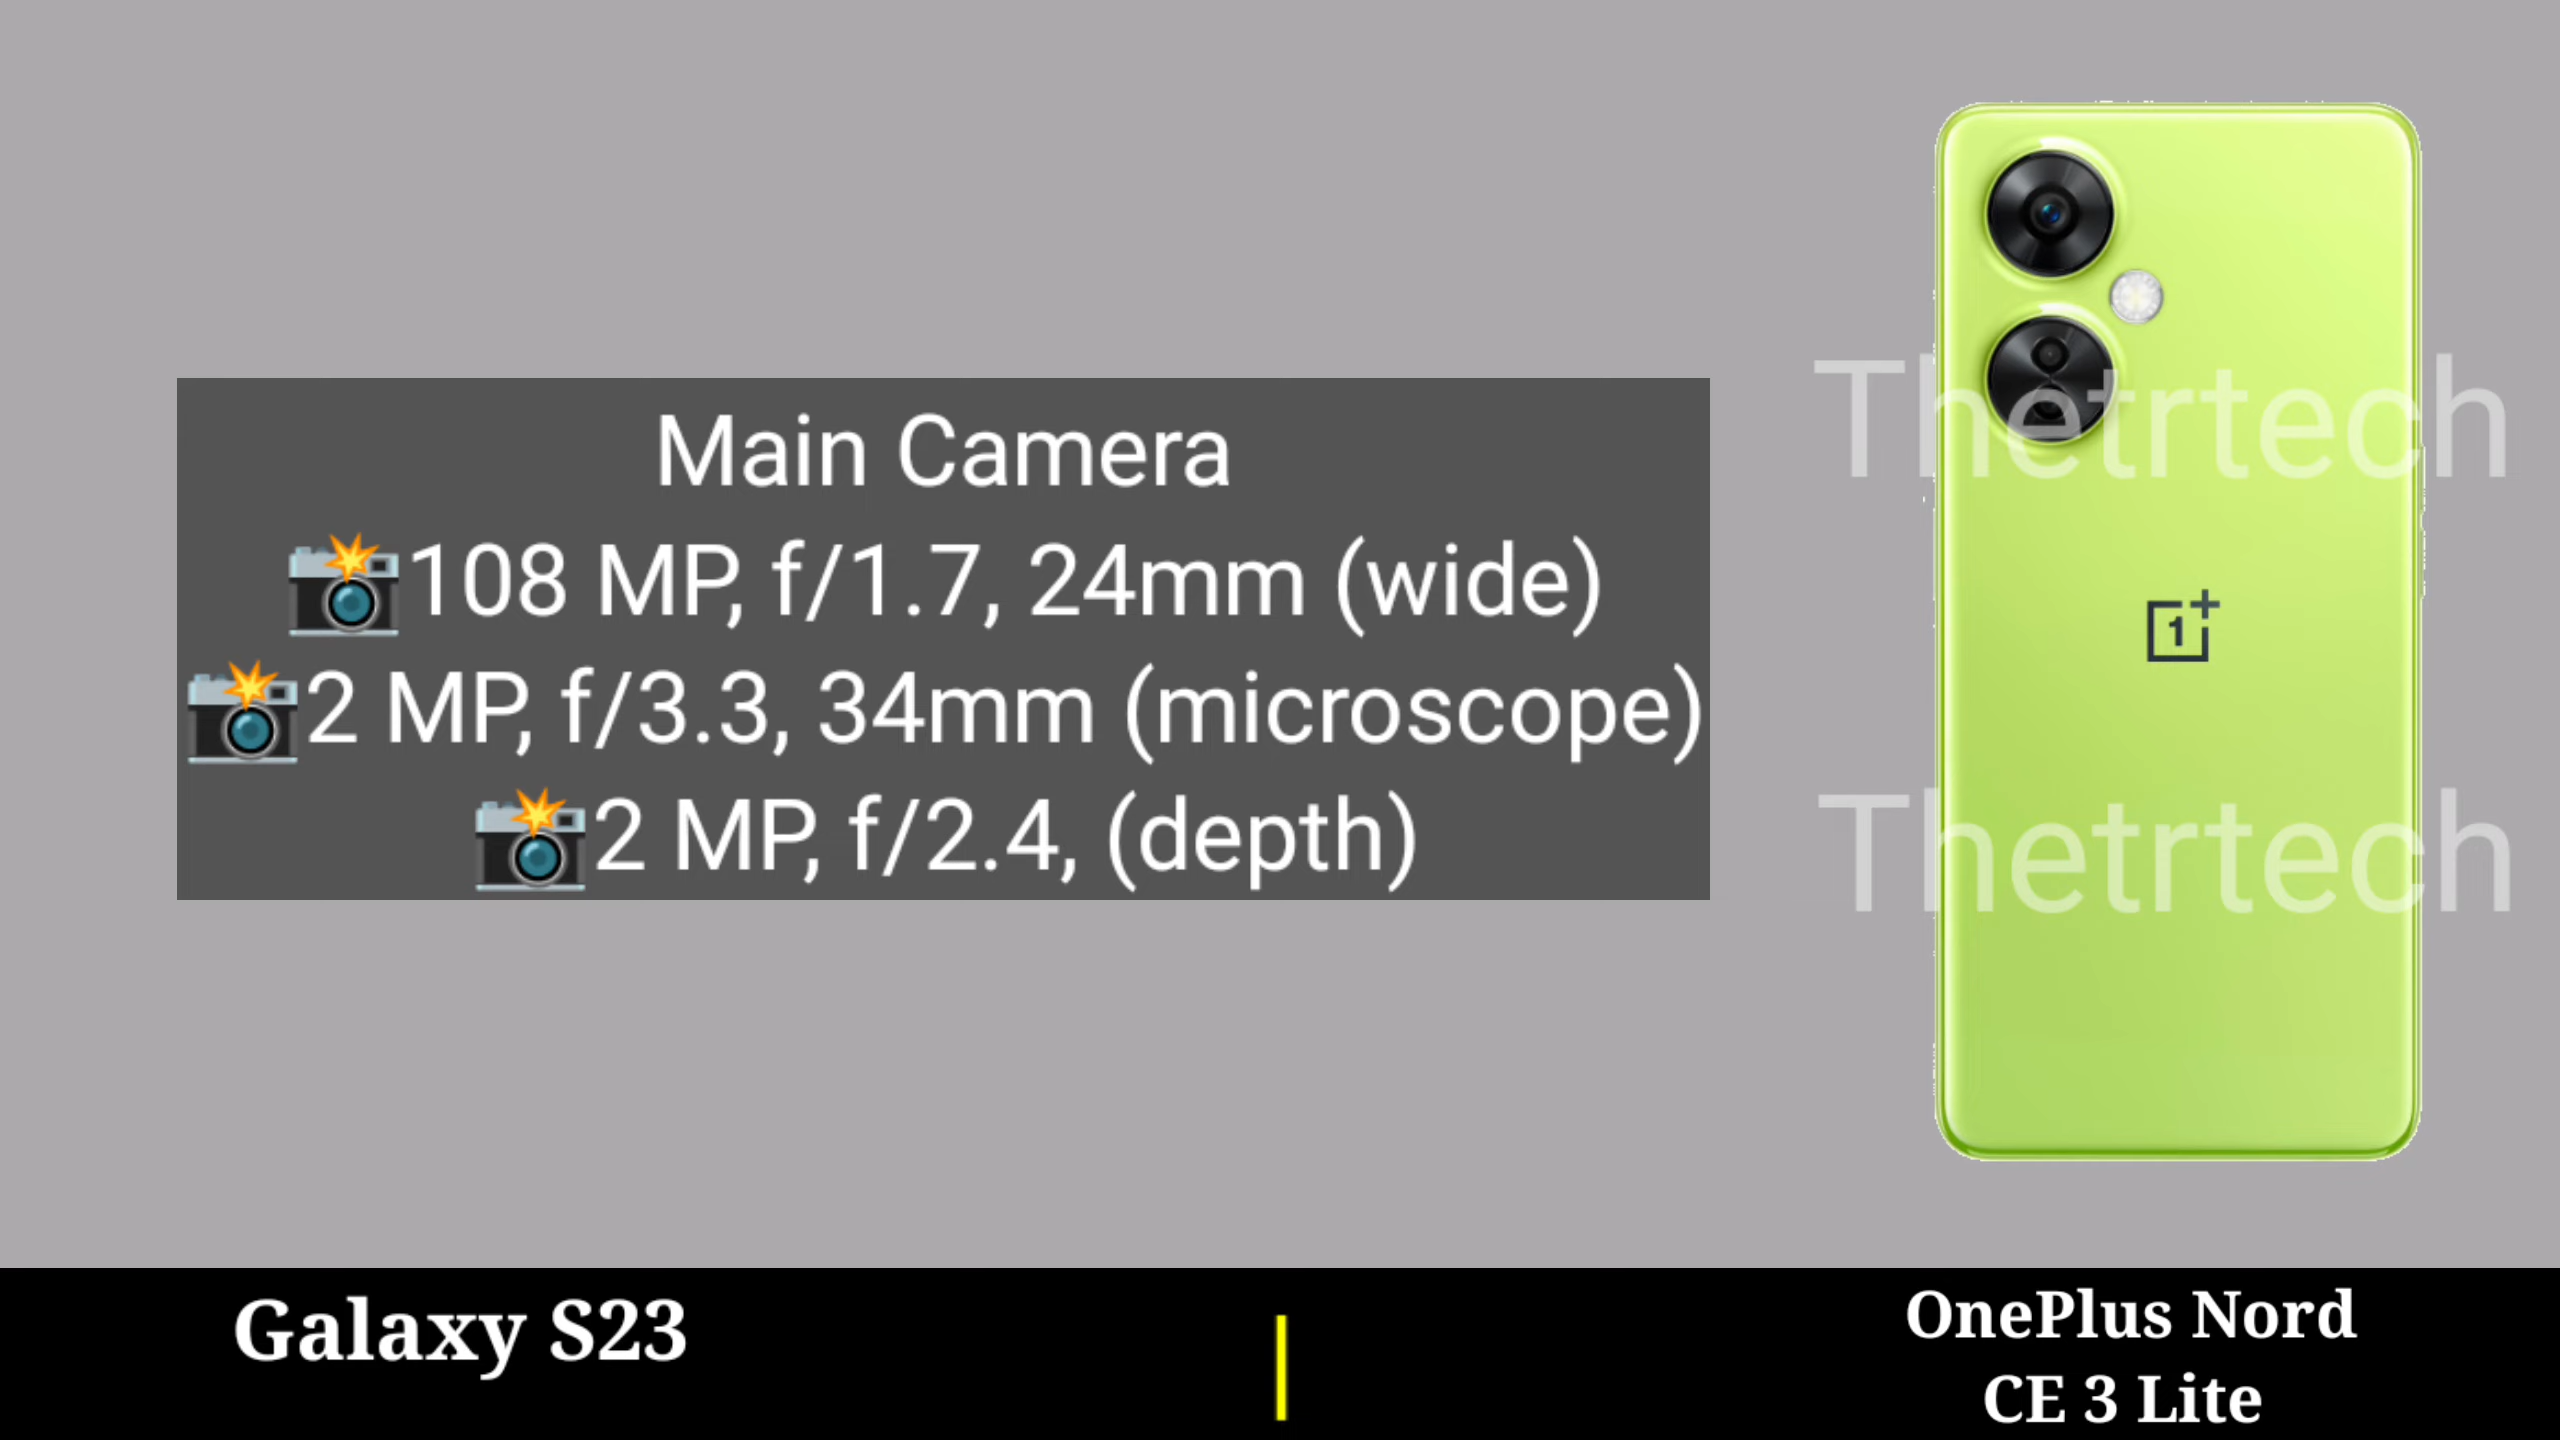 Main Camera
📸108 MP, f/1.7, 24mm (wide)
📸2 MP, f/3.3, 34mm (microscope)
📸2 MP, f/2.4, (depth)
Thetrtech
1+
Thetrtech
Galaxy S23
OnePlus Nord
CE 3 Lite